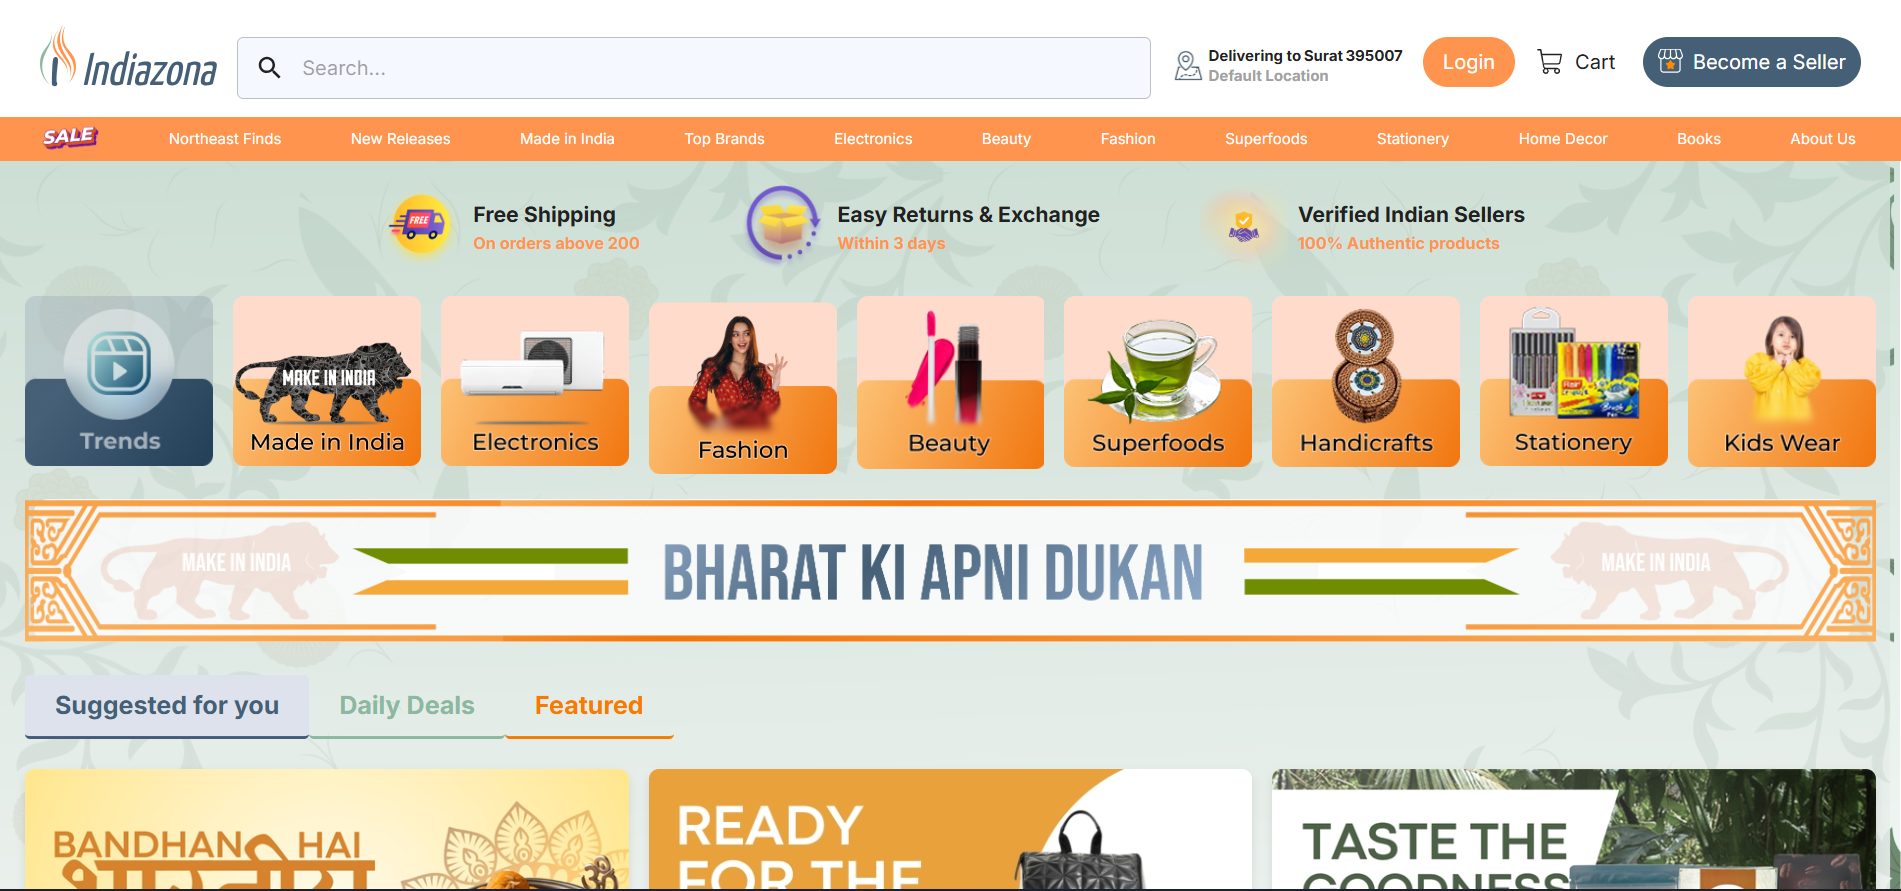 Indiazona
Search...
Delivering to Surat 395007
Default Location
Login
Cart
Become a Seller
SALE
Northeast Finds
New Releases
Made in India
Top Brands
Electronics
Beauty
Fashion
Superfoods
Stationery
Home Decor
Books
About Us
FREE
Free Shipping
On orders above 200
Easy Returns & Exchange
Within 3 days
Verified Indian Sellers
100% Authentic products
Trends
MAKE IN INDIA
Made in India
Electronics
Fashion
Beauty
Superfoods
Handicrafts
Stationery
Kids Wear
MAKE IN INDIA
BHARAT KI APNI DUKAN
MAKE IN INDIA
Suggested for you
Daily Deals
Featured
BANDHAN HAI
भारतीय
READY
FOR THE
TASTE THE
GOODNESS